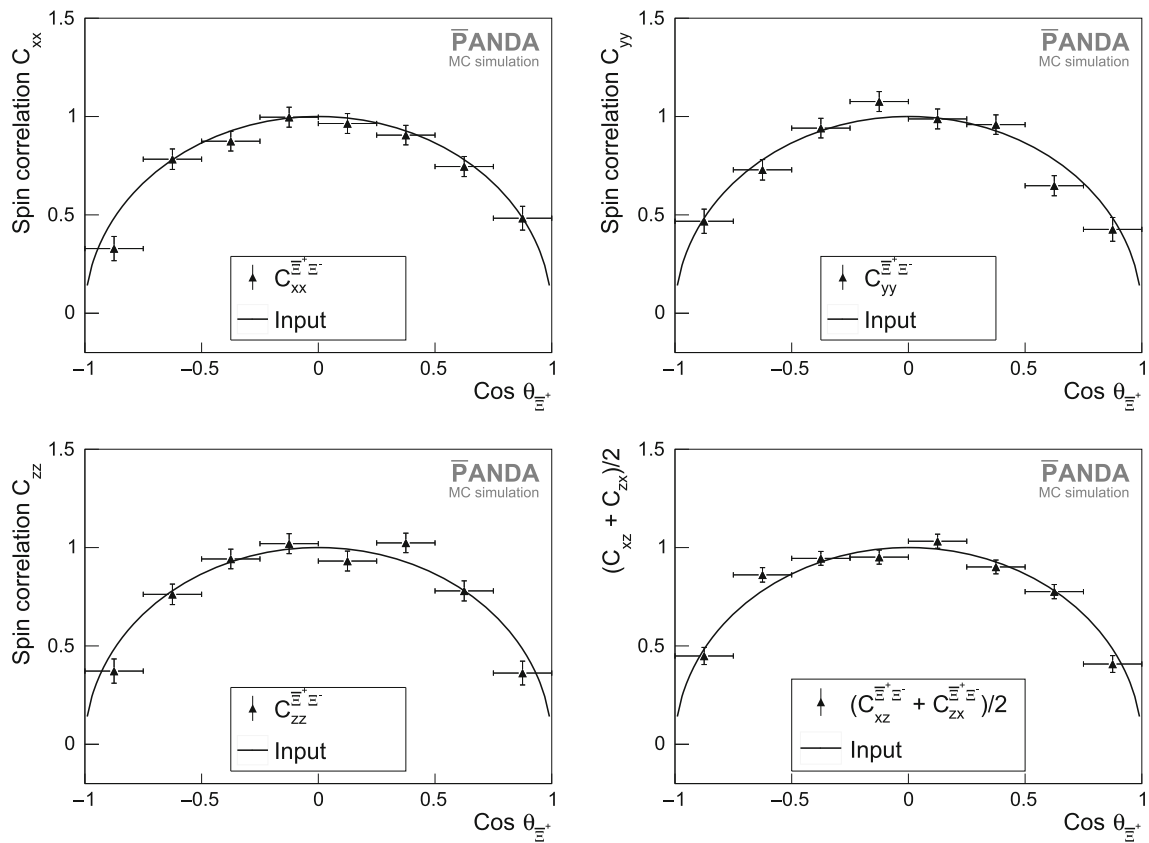 Spin correlation C_xx
1.5
1
0.5
0
P̅ANDA
MC simulation
C_xx^Ξ̅⁺Ξ⁻
Input
−1
−0.5
0
0.5
1
Cos θ_Ξ̅⁺
Spin correlation C_yy
1.5
1
0.5
0
P̅ANDA
MC simulation
C_yy^Ξ̅⁺Ξ⁻
Input
−1
−0.5
0
0.5
1
Cos θ_Ξ̅⁺
Spin correlation C_zz
1.5
1
0.5
0
P̅ANDA
MC simulation
C_zz^Ξ̅⁺Ξ⁻
Input
−1
−0.5
0
0.5
1
Cos θ_Ξ̅⁺
(C_xz + C_zx)/2
1.5
1
0.5
0
P̅ANDA
MC simulation
(C_xz^Ξ̅⁺Ξ⁻ + C_zx^Ξ̅⁺Ξ⁻)/2
Input
−1
−0.5
0
0.5
1
Cos θ_Ξ̅⁺